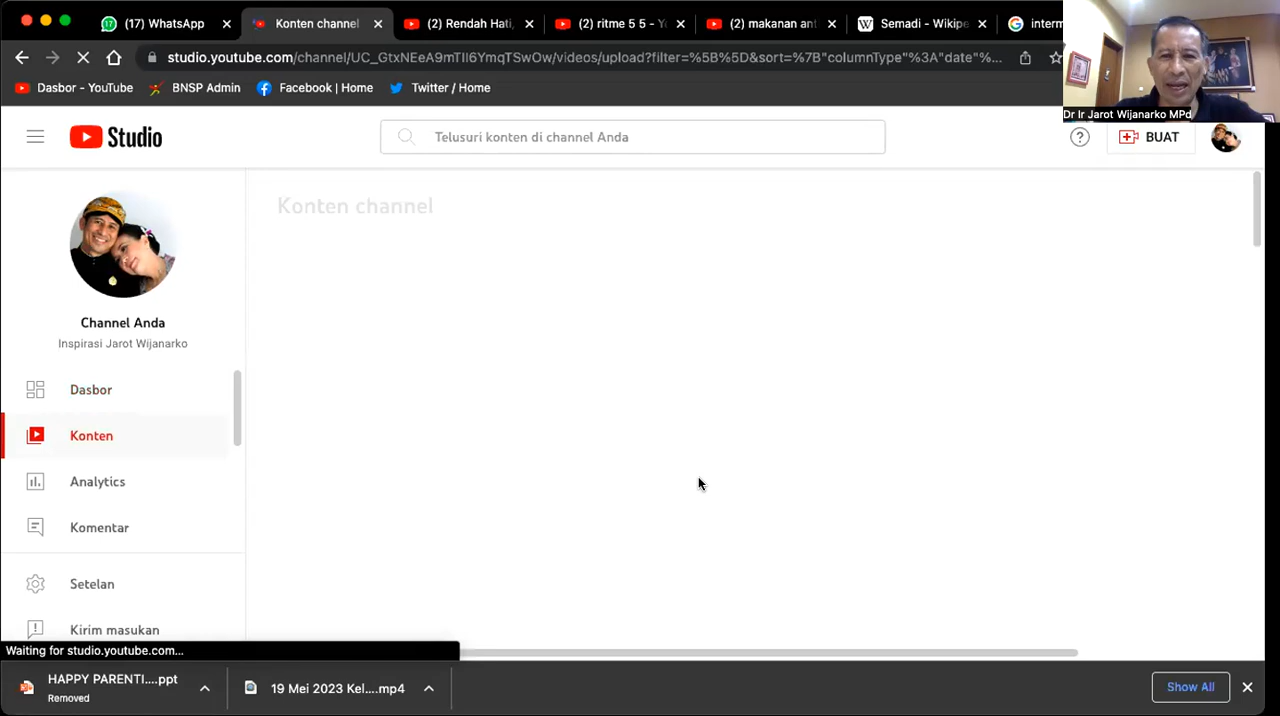 (17) WhatsApp
Konten channel
(2) Rendah Hati,
(2) ritme 5 5 - Yo
(2) makanan ant
Semadi - Wikipe
interm
studio.youtube.com/channel/UC_GtxNEeA9mTlI6YmqTSwOw/videos/upload?filter=%5B%5D&sort=%7B"columnType"%3A"date"%...
Dasbor - YouTube
BNSP Admin
Facebook | Home
Twitter / Home
Dr Ir Jarot Wijanarko MPd
Studio
Telusuri konten di channel Anda
BUAT
Konten channel
Channel Anda
Inspirasi Jarot Wijanarko
Dasbor
Konten
Analytics
Komentar
Setelan
Kirim masukan
Waiting for studio.youtube.com...
HAPPY PARENTI....ppt
Removed
19 Mei 2023 Kel....mp4
Show All